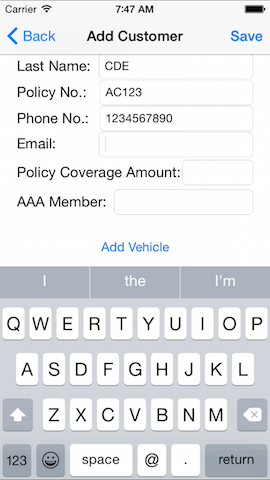 Carrier 7:47 AM
Back Add Customer Save
Last Name: CDE
Policy No.: AC123
Phone No.: 1234567890
Email:
Policy Coverage Amount:
AAA Member:
Add Vehicle
I the I'm
Q W E R T Y U I O P
A S D F G H J K L
Z X C V B N M
123 space @ . return